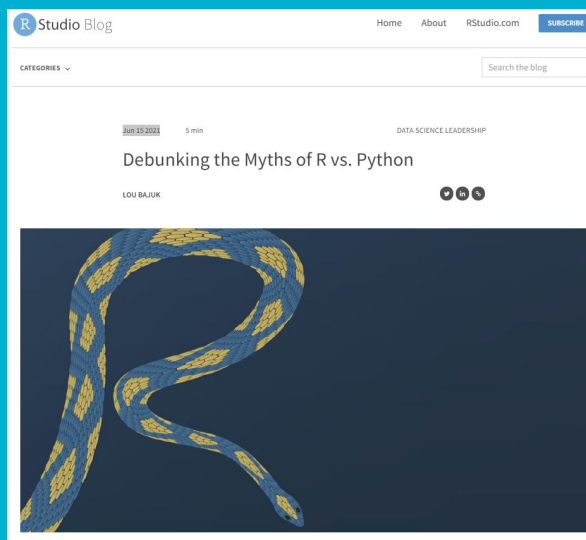 R Studio Blog
Home About RStudio.com SUBSCRIBE
CATEGORIES
Search the blog
Jun 15 2021 5 min DATA SCIENCE LEADERSHIP
Debunking the Myths of R vs. Python
LOU BAJUK
in